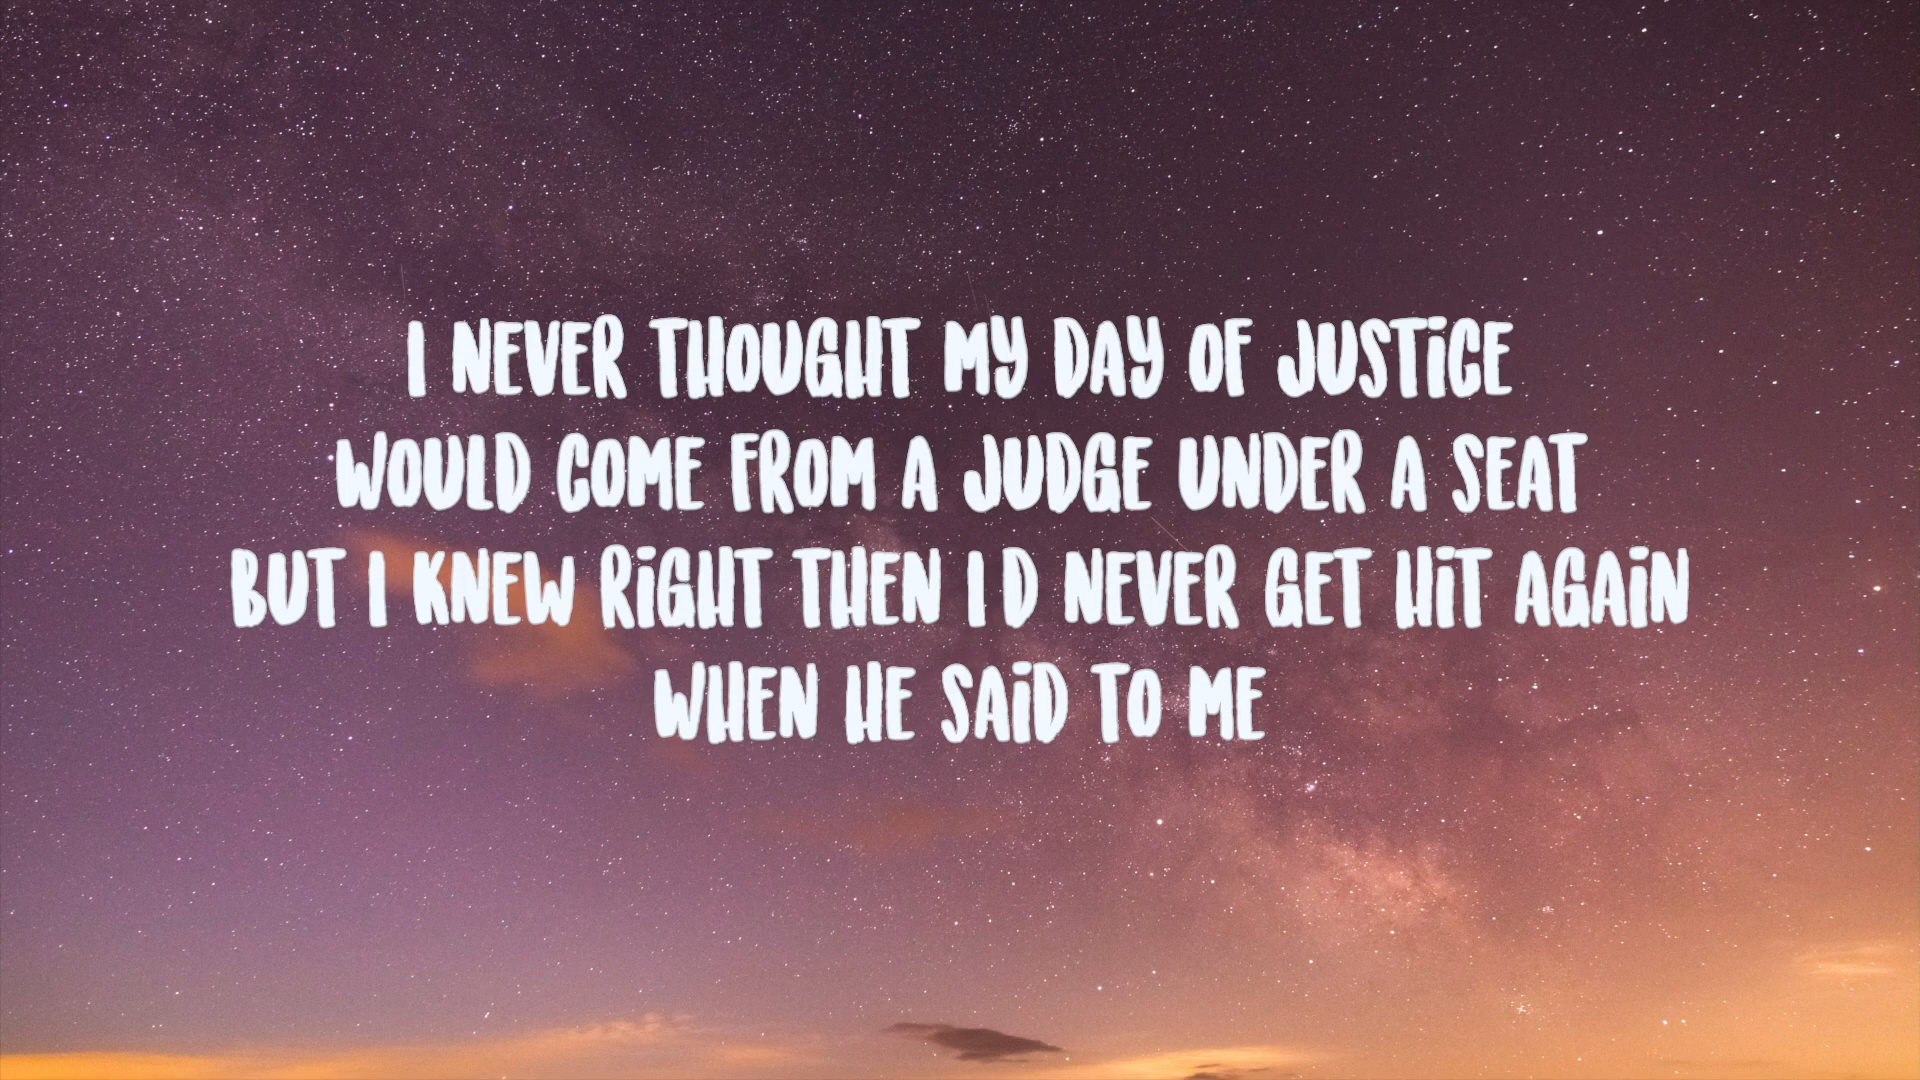 I NEVER THOUGHT MY DAY OF JUSTICE
WOULD COME FROM A JUDGE UNDER A SEAT
BUT I KNEW RIGHT THEN I D NEVER GET HIT AGAIN
WHEN HE SAID TO ME